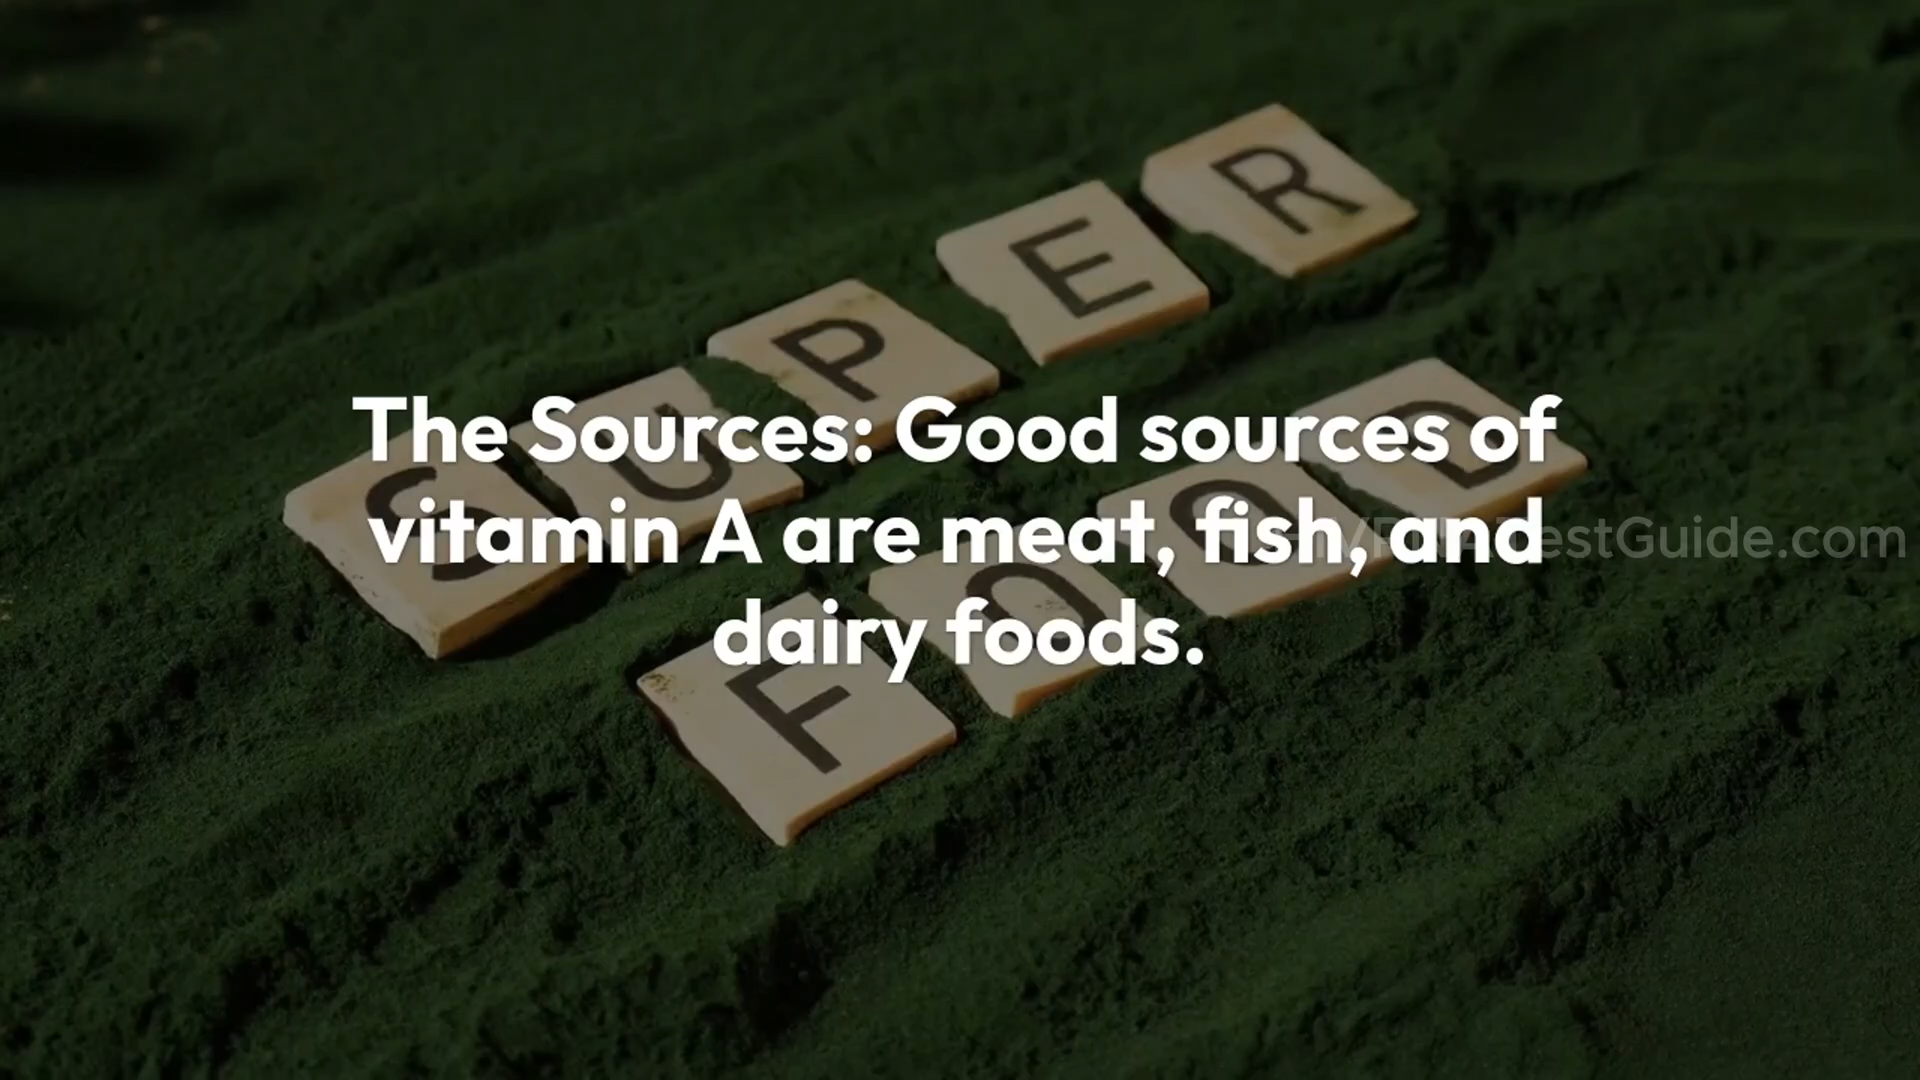 SUPER
FOOD
The Sources: Good sources of
vitamin A are meat, fish, and
dairy foods.